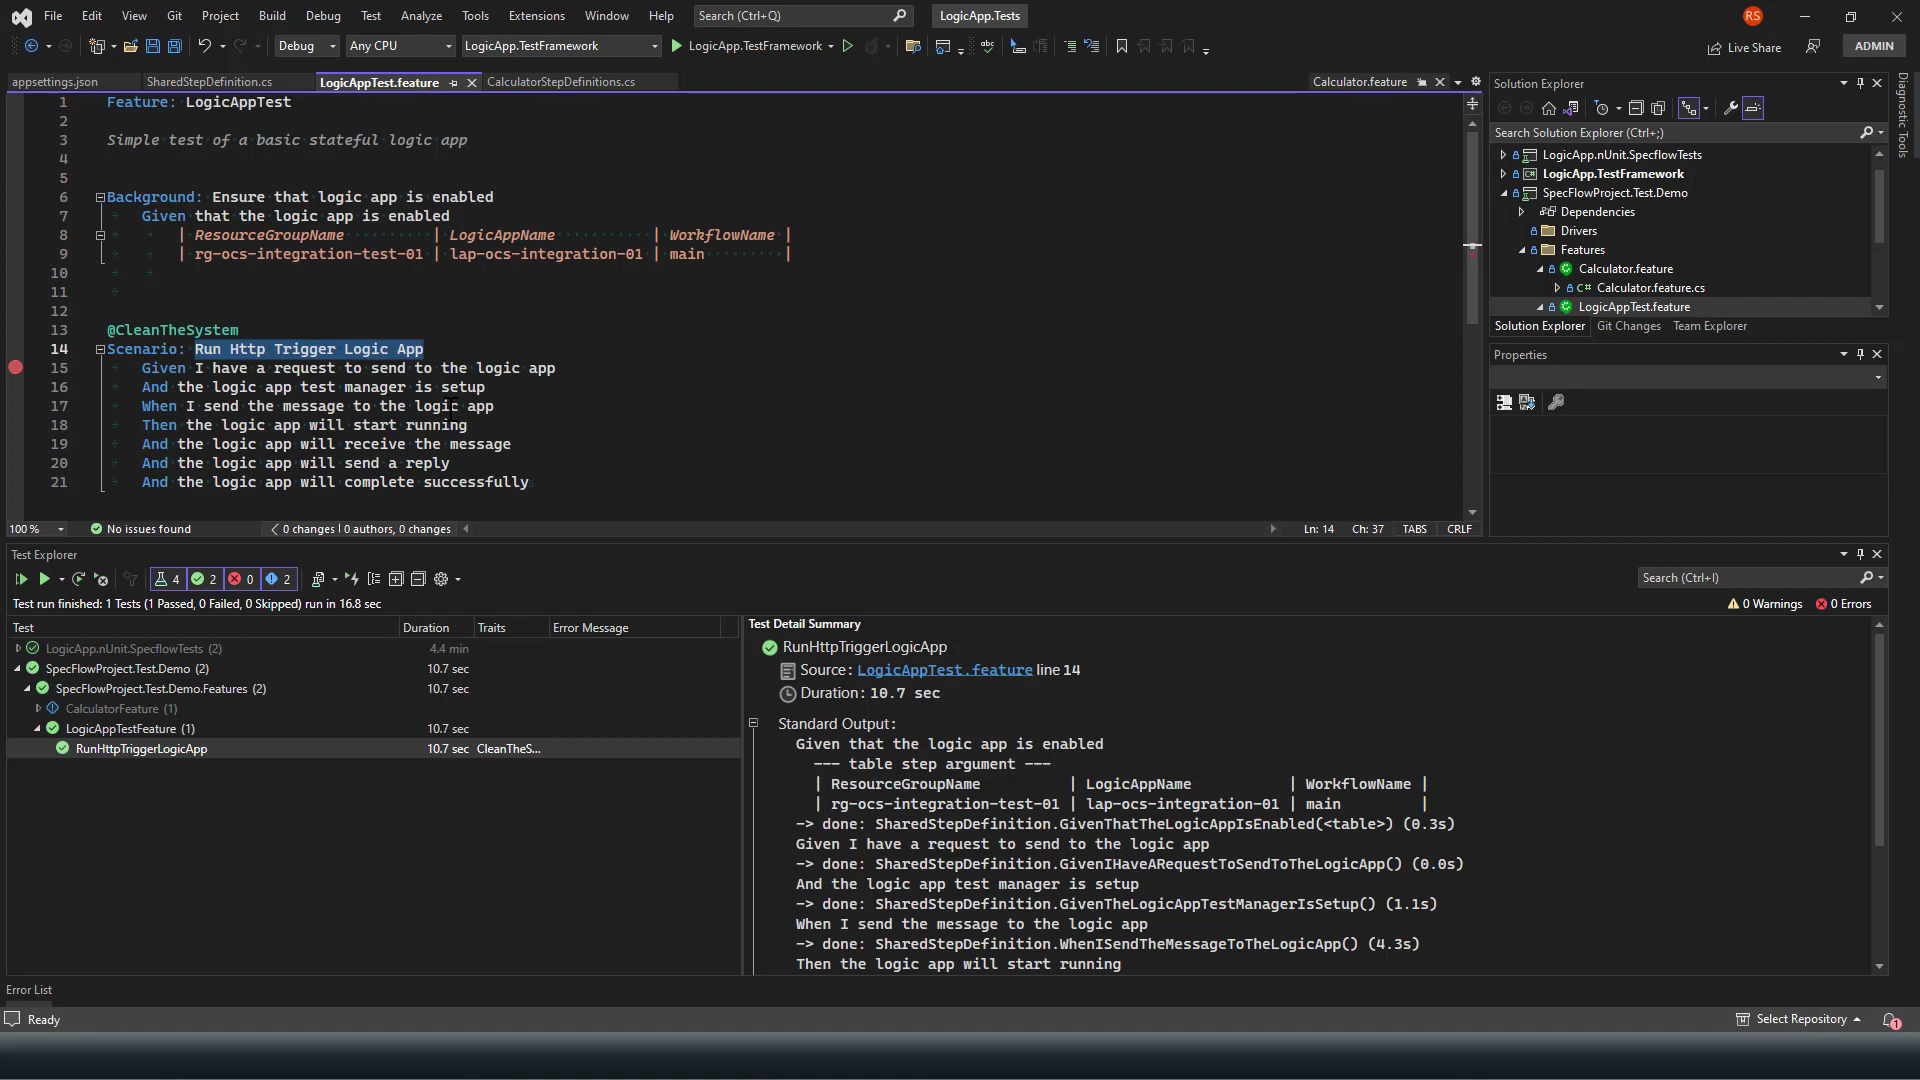 File Edit View Git Project Build Debug Test Analyze Tools Extensions Window Help Search (Ctrl+Q) LogicApp.Tests RS
Debug Any CPU LogicApp.TestFramework LogicApp.TestFramework Live Share ADMIN
appsettings.json SharedStepDefinition.cs LogicAppTest.feature CalculatorStepDefinitions.cs Calculator.feature
1 Feature: LogicAppTest
2
3 Simple test of a basic stateful logic app
4
5
6 Background: Ensure that logic app is enabled
7 Given that the logic app is enabled
8 | ResourceGroupName | LogicAppName | WorkflowName |
9 | rg-ocs-integration-test-01 | lap-ocs-integration-01 | main |
10
11
12
13 @CleanTheSystem
14 Scenario: Run Http Trigger Logic App
15 Given I have a request to send to the logic app
16 And the logic app test manager is setup
17 When I send the message to the logic app
18 Then the logic app will start running
19 And the logic app will receive the message
20 And the logic app will send a reply
21 And the logic app will complete successfully
100 % No issues found 0 changes | 0 authors, 0 changes Ln: 14 Ch: 37 TABS CRLF
Solution Explorer
Search Solution Explorer (Ctrl+;)
LogicApp.nUnit.SpecflowTests
LogicApp.TestFramework
SpecFlowProject.Test.Demo
Dependencies
Drivers
Features
Calculator.feature
C# Calculator.feature.cs
LogicAppTest.feature
Solution Explorer Git Changes Team Explorer
Properties
Diagnostic Tools
Test Explorer
4 2 0 2 Search (Ctrl+I)
Test run finished: 1 Tests (1 Passed, 0 Failed, 0 Skipped) run in 16.8 sec 0 Warnings 0 Errors
Test Duration Traits Error Message
LogicApp.nUnit.SpecflowTests (2) 4.4 min
SpecFlowProject.Test.Demo (2) 10.7 sec
SpecFlowProject.Test.Demo.Features (2) 10.7 sec
CalculatorFeature (1)
LogicAppTestFeature (1) 10.7 sec
RunHttpTriggerLogicApp 10.7 sec CleanTheS...
Test Detail Summary
RunHttpTriggerLogicApp
Source: LogicAppTest.feature line 14
Duration: 10.7 sec
Standard Output:
Given that the logic app is enabled
--- table step argument ---
| ResourceGroupName | LogicAppName | WorkflowName |
| rg-ocs-integration-test-01 | lap-ocs-integration-01 | main |
-> done: SharedStepDefinition.GivenThatTheLogicAppIsEnabled(<table>) (0.3s)
Given I have a request to send to the logic app
-> done: SharedStepDefinition.GivenIHaveARequestToSendToTheLogicApp() (0.0s)
And the logic app test manager is setup
-> done: SharedStepDefinition.GivenTheLogicAppTestManagerIsSetup() (1.1s)
When I send the message to the logic app
-> done: SharedStepDefinition.WhenISendTheMessageToTheLogicApp() (4.3s)
Then the logic app will start running
Error List
Ready Select Repository 1